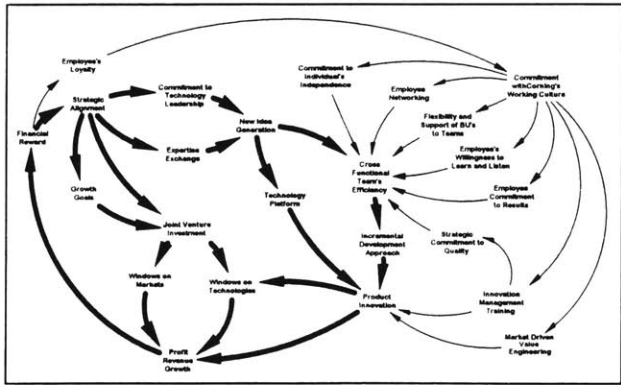 Employee's
Loyalty
Commitment to
Individual's
Independence
Commitment
withCorning's
Working Culture
Strategic
Alignment
Commitment to
Technology
Leadership
Employee
Networking
Financial
Reward
New Idea
Generation
Flexibility and
Support of BU's
to Teams
Expertise
Exchange
Cross
Functional
Team's
Efficiency
Employee's
Willingness to
Learn and Listen
Growth
Goals
Technology
Platform
Employee
Commitment
to Results
Joint Venture
Investment
Incremental
Development
Approach
Strategic
Commitment to
Quality
Windows on
Markets
Windows on
Technologies
Product
Innovation
Innovation
Management
Training
Profit
Revenue
Growth
Market Driven
Value
Engineering